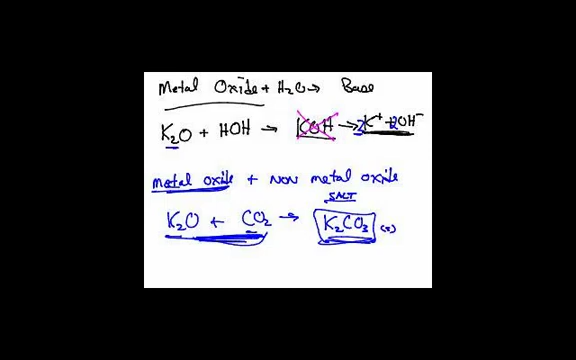 Metal Oxide + H₂O → Base
K₂O + HOH → KOH → 2K⁺ + 2OH⁻
metal oxide + NON metal oxide
SALT
K₂O + CO₂ → K₂CO₃ (s)